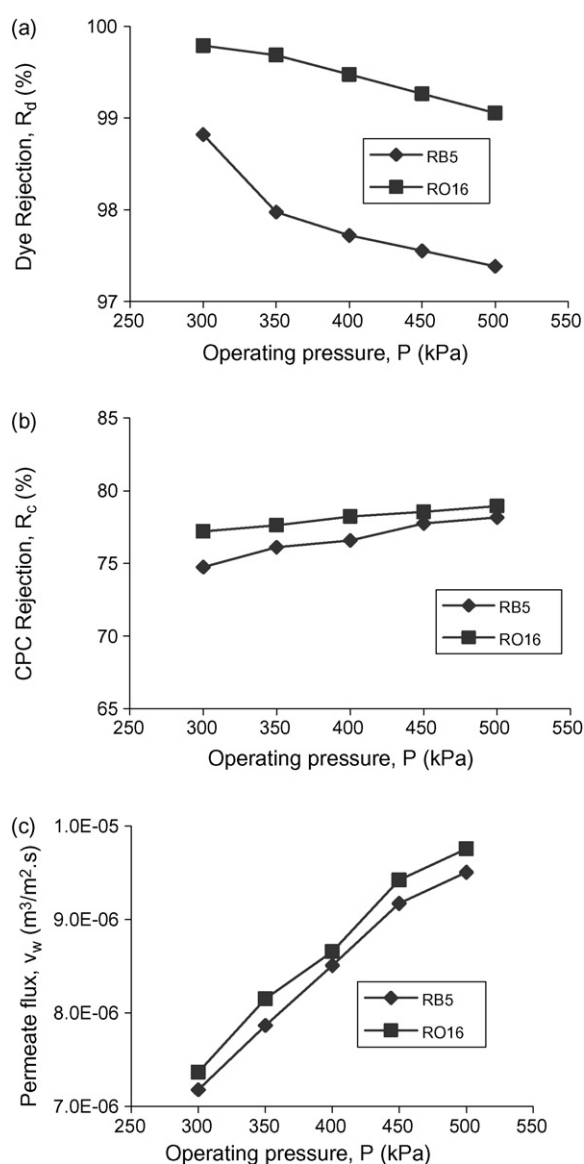 (a)
100
99
98
97
Dye Rejection, R_d (%)
RB5
RO16
250 300 350 400 450 500 550
Operating pressure, P (kPa)
(b)
85
80
75
70
65
CPC Rejection, R_c (%)
RB5
RO16
250 300 350 400 450 500 550
Operating pressure, P (kPa)
(c)
1.0E-05
9.0E-06
8.0E-06
7.0E-06
Permeate flux, v_w (m³/m².s)
RB5
RO16
250 300 350 400 450 500 550
Operating pressure, P (kPa)